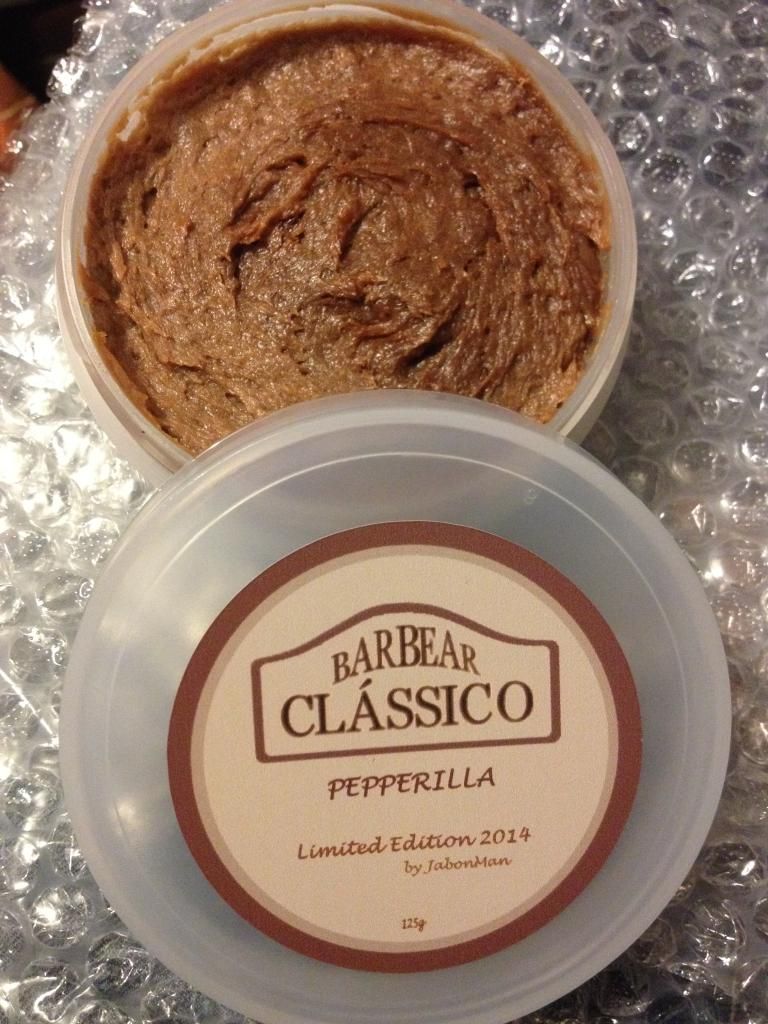 BARBEAR
CLÁSSICO
PEPPERILLA
Limited Edition 2014
by JabonMan
125g